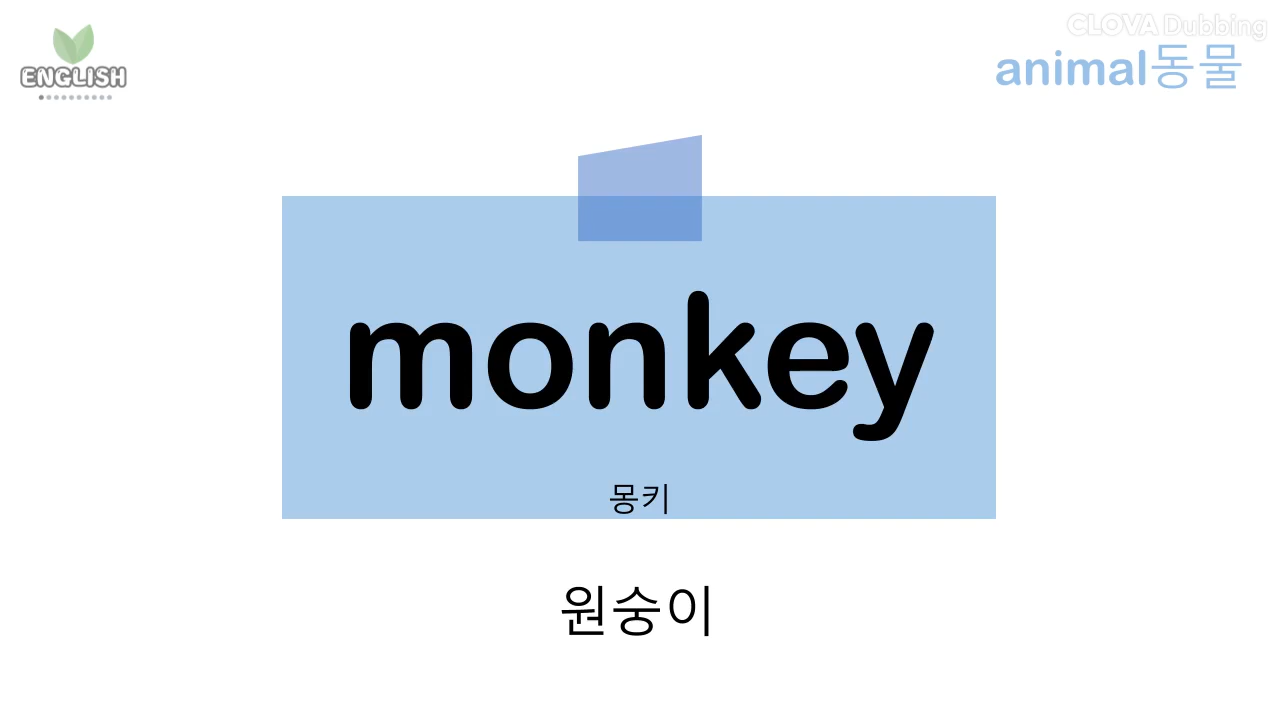 ENGLISH
CLOVA Dubbing
animal동물
monkey
몽키
원숭이